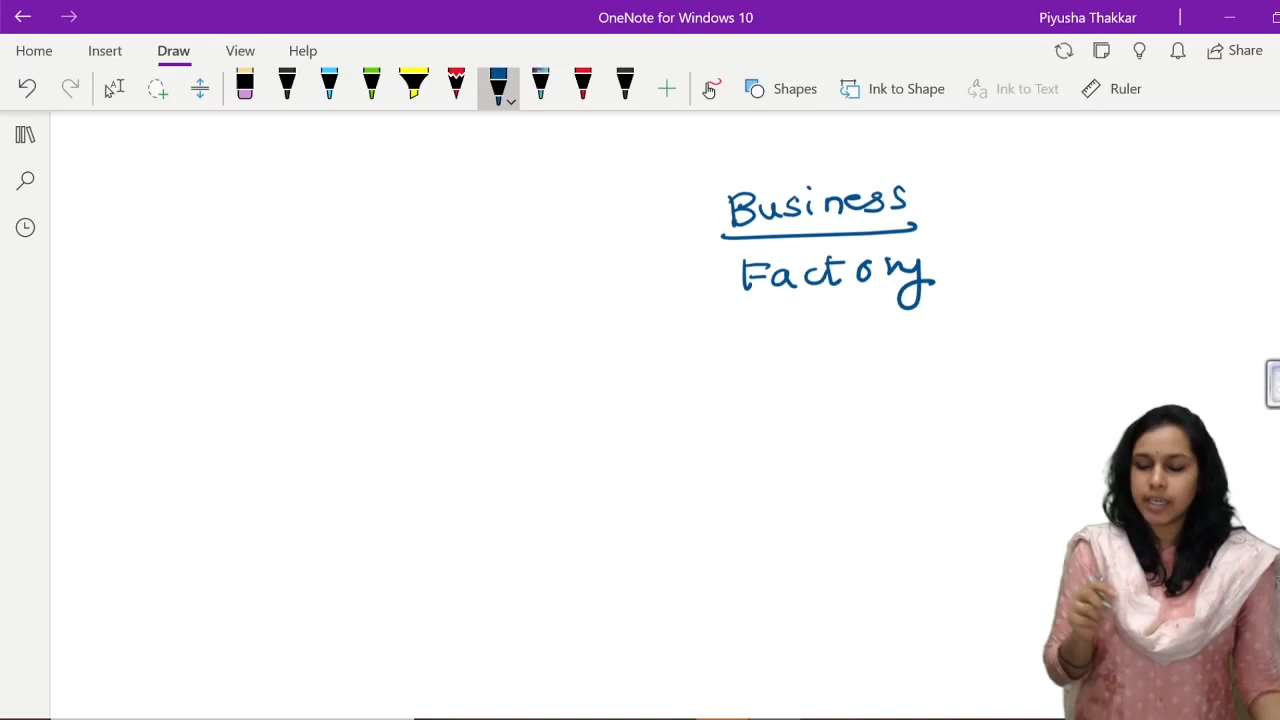 OneNote for Windows 10
Piyusha Thakkar
Home Insert Draw View Help Share
Shapes Ink to Shape Ink to Text Ruler
Business
Factory